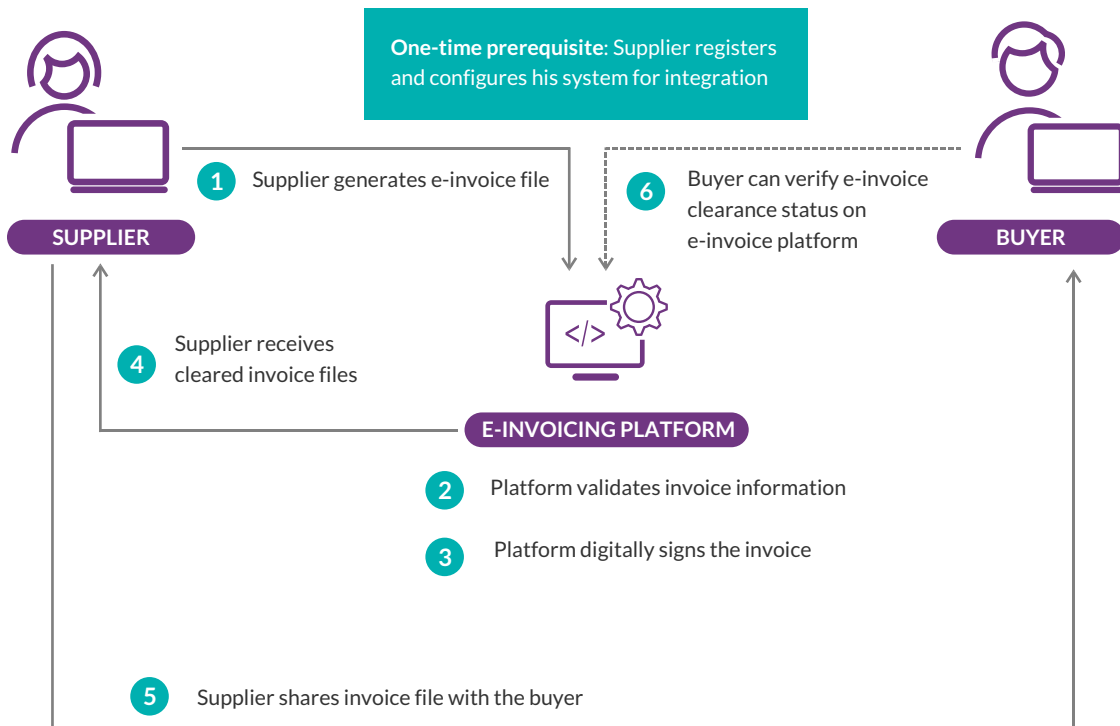 One-time prerequisite: Supplier registers
and configures his system for integration
1
Supplier generates e-invoice file
6
Buyer can verify e-invoice
clearance status on
e-invoice platform
SUPPLIER
BUYER
</>
4
Supplier receives
cleared invoice files
E-INVOICING PLATFORM
2
Platform validates invoice information
3
Platform digitally signs the invoice
5
Supplier shares invoice file with the buyer